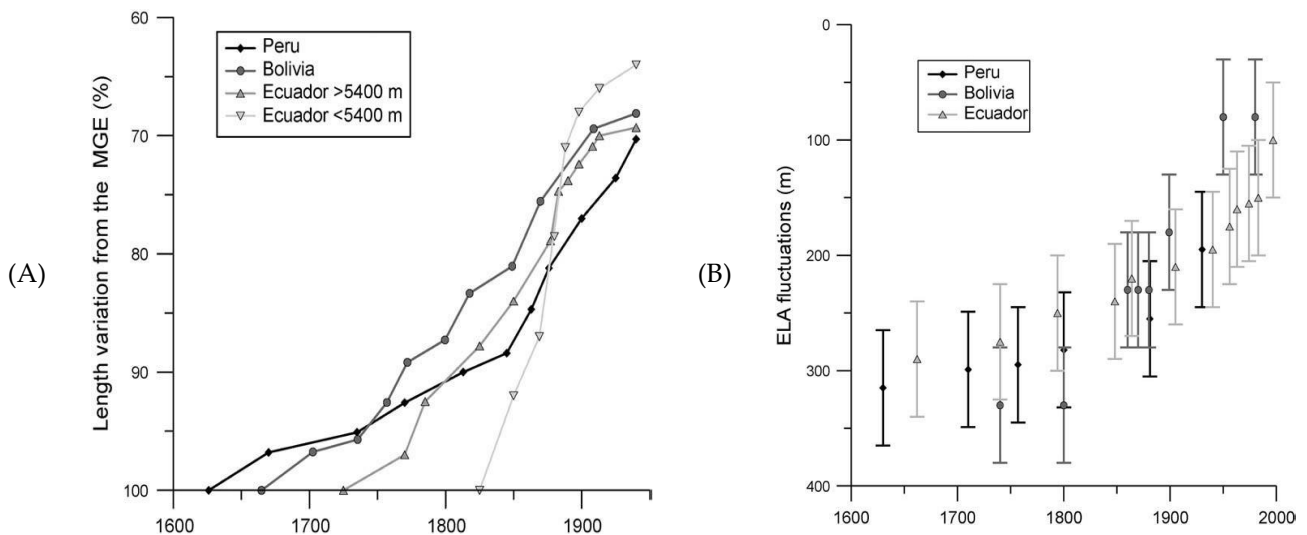 (A)
Length variation from the MGE (%)
60
70
80
90
100
1600
1700
1800
1900
Peru
Bolivia
Ecuador >5400 m
Ecuador <5400 m
(B)
ELA fluctuations (m)
0
100
200
300
400
1600
1700
1800
1900
2000
Peru
Bolivia
Ecuador